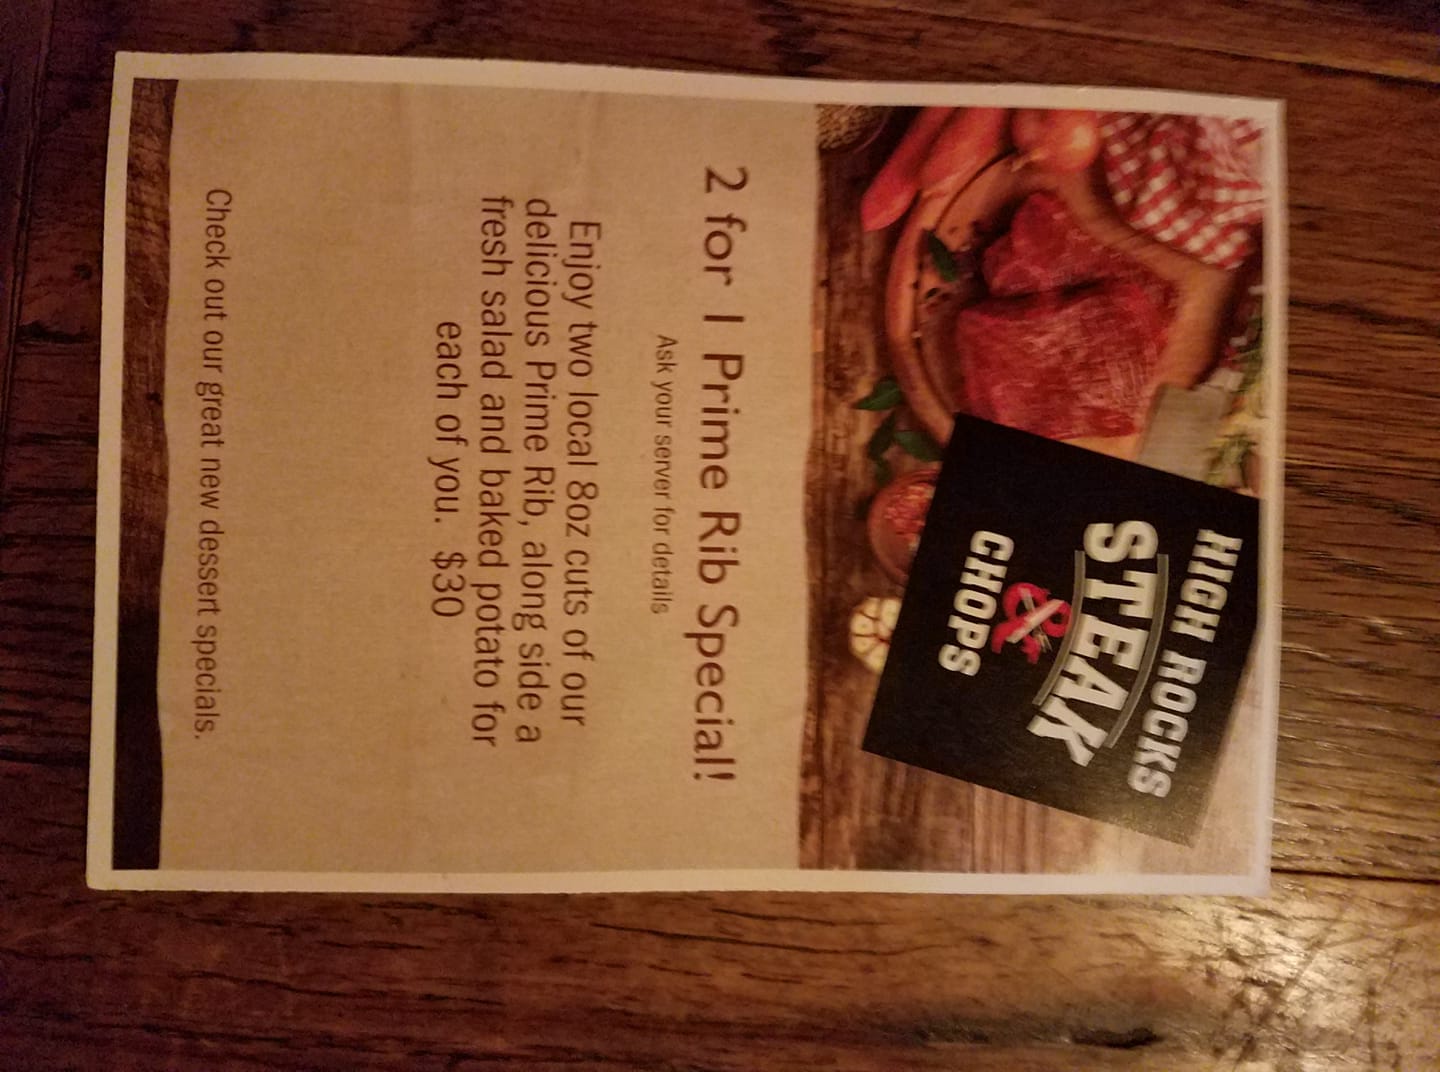 HIGH ROCKS
STEAK
&
CHOPS
2 for 1 Prime Rib Special!
Ask your server for details
Enjoy two local 8oz cuts of our
delicious Prime Rib, along side a
fresh salad and baked potato for
each of you. $30
Check out our great new dessert specials.